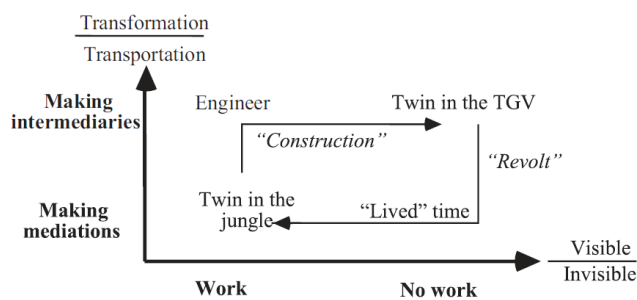 Transformation
Transportation
Making
intermediaries
Engineer
Twin in the TGV
“Construction”
“Revolt”
Making
mediations
Twin in the
jungle
“Lived” time
Visible
Invisible
Work
No work